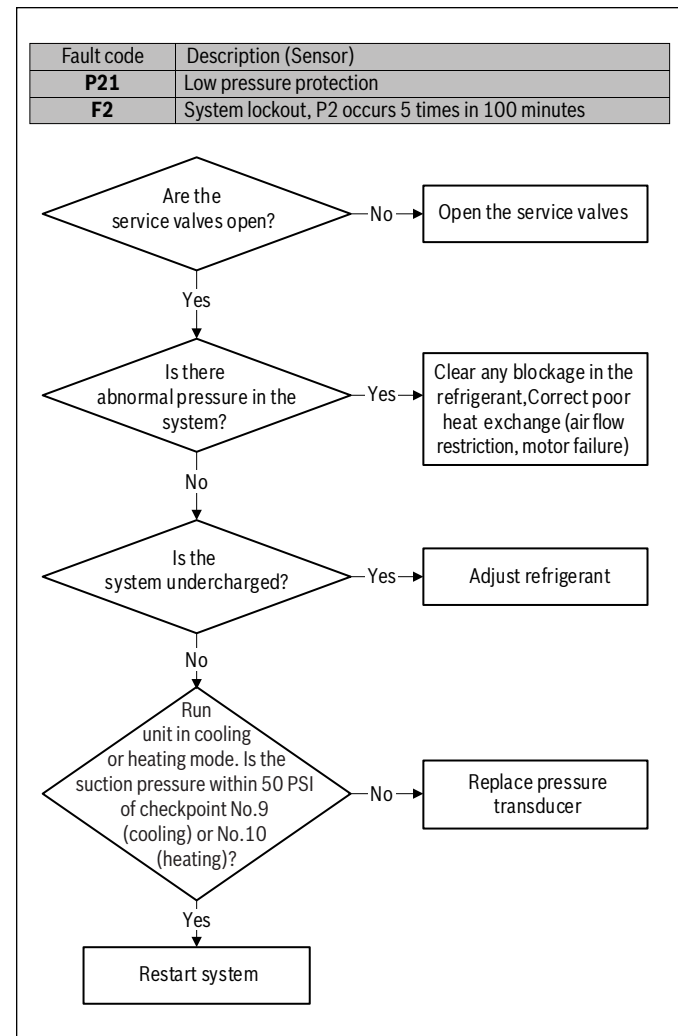 Fault code Description (Sensor)
P21 Low pressure protection
F2 System lockout, P2 occurs 5 times in 100 minutes
Are the
service valves open?
No
Open the service valves
Yes
Is there
abnormal pressure in the
system?
Yes
Clear any blockage in the
refrigerant,Correct poor
heat exchange (air flow
restriction, motor failure)
No
Is the
system undercharged?
Yes
Adjust refrigerant
No
Run
unit in cooling
or heating mode. Is the
suction pressure within 50 PSI
of checkpoint No.9
(cooling) or No.10
(heating)?
No
Replace pressure
transducer
Yes
Restart system